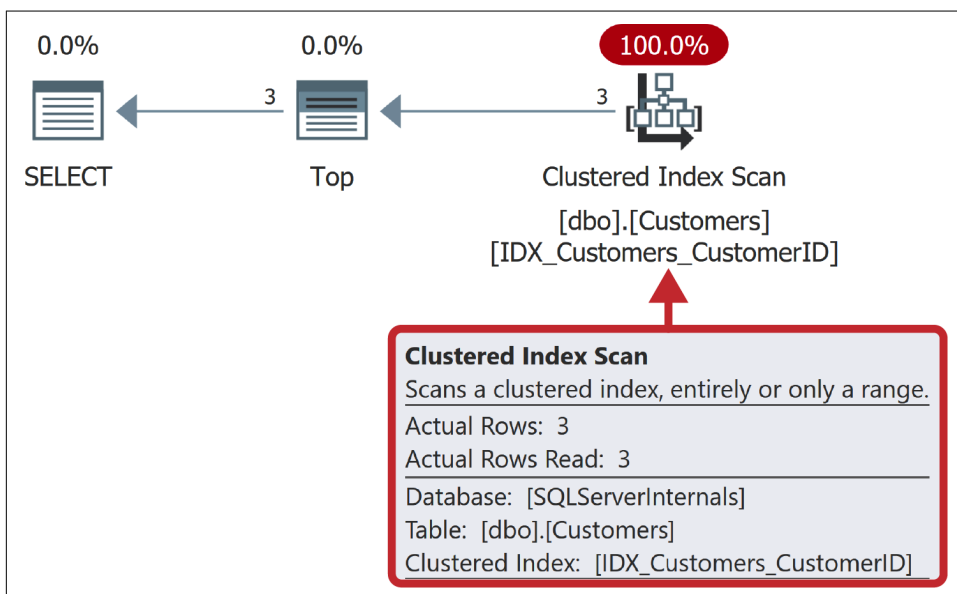 0.0% 0.0% 100.0%
3 3
SELECT Top Clustered Index Scan
[dbo].[Customers]
[IDX_Customers_CustomerID]
Clustered Index Scan
Scans a clustered index, entirely or only a range.
Actual Rows: 3
Actual Rows Read: 3
Database: [SQLServerInternals]
Table: [dbo].[Customers]
Clustered Index: [IDX_Customers_CustomerID]